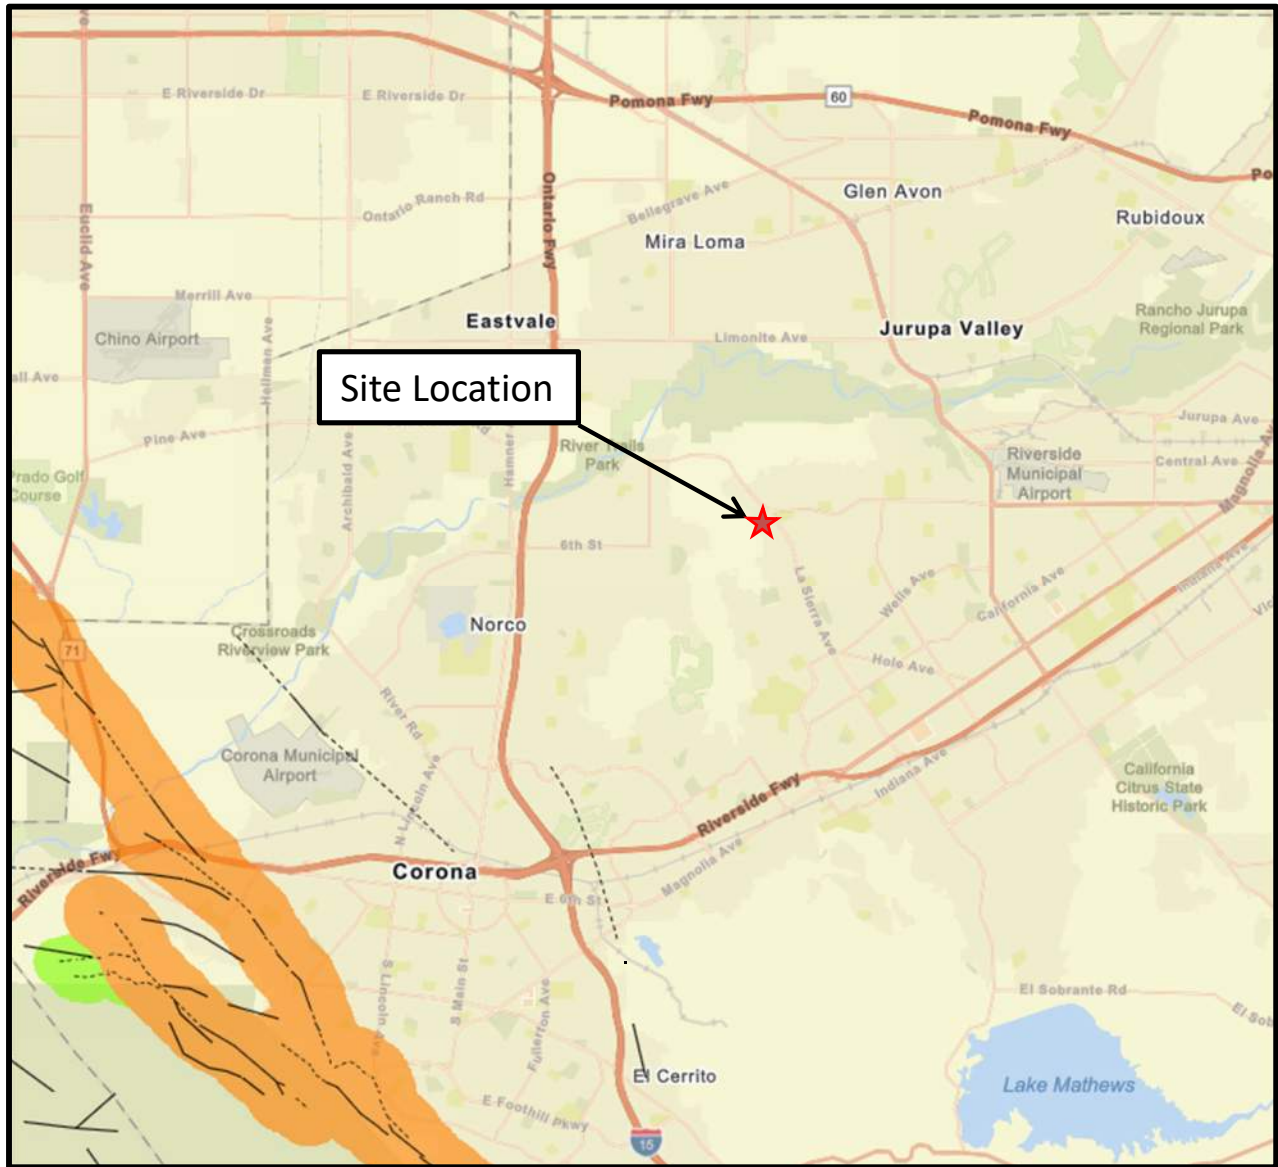 E Riverside Dr
E Riverside Dr
Pomona Fwy
60
Pomona Fwy
Po
Euclid Ave
Ontario Ranch Rd
Ontario Fwy
Bellegrave Ave
Glen Avon
Mira Loma
Rubidoux
Merrill Ave
Chino Airport
Hellman Ave
Eastvale
Limonite Ave
Jurupa Valley
Rancho Jurupa
Regional Park
Site Location
Pine Ave
Archibald Ave
Hamner
River Trails
Park
Jurupa Ave
Riverside
Municipal
Airport
Central Ave
Magnolia Av
Prado Golf
Course
6th St
La Sierra Ave
Wells Ave
California Ave
Indiana Ave
Norco
Crossroads
Riverview Park
71
Hole Ave
River Rd
Corona Municipal
Airport
N Lincoln Ave
Riverside Fwy
Indiana Ave
California
Citrus State
Historic Park
Riverside Fwy
Corona
Magnolia Ave
E 6th St
S Lincoln Ave
S Main St
Fullerton Ave
El Sobrante Rd
El Sob
El Cerrito
Lake Mathews
E Foothill Pkwy
15